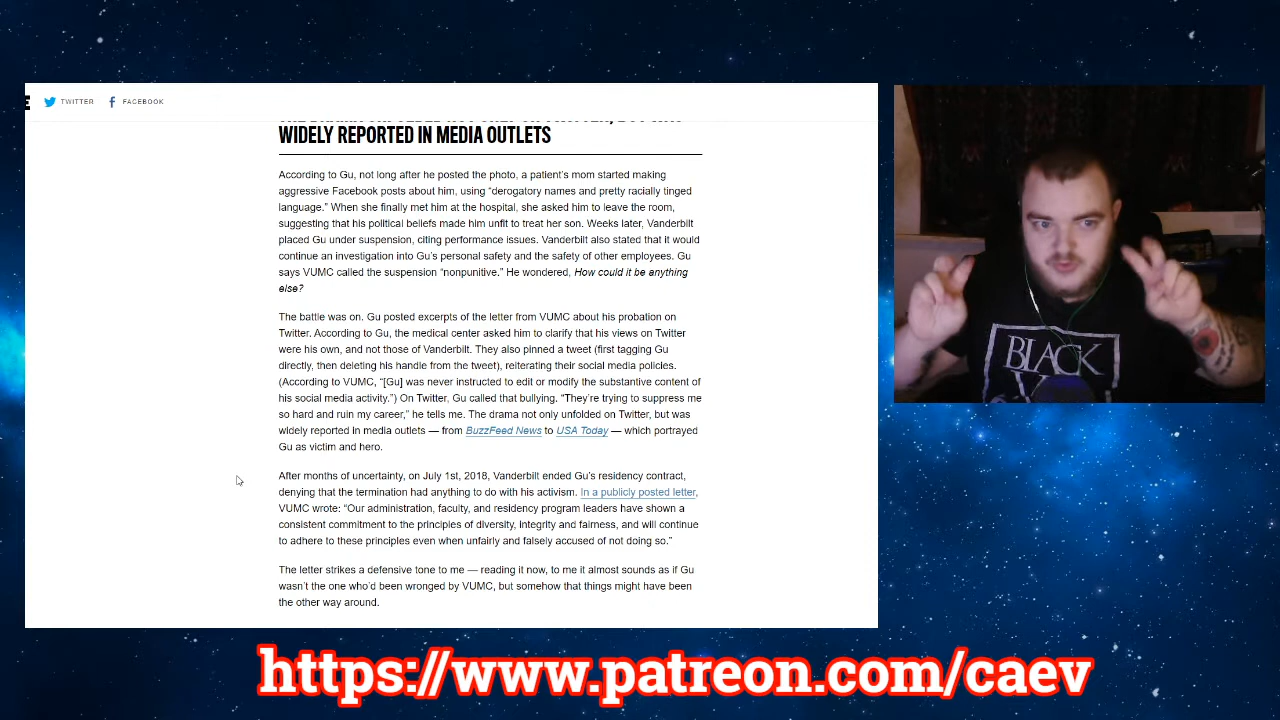 TWITTER FACEBOOK
WIDELY REPORTED IN MEDIA OUTLETS
According to Gu, not long after he posted the photo, a patient's mom started making
aggressive Facebook posts about him, using “derogatory names and pretty racially tinged
language.” When she finally met him at the hospital, she asked him to leave the room,
suggesting that his political beliefs made him unfit to treat her son. Weeks later, Vanderbilt
placed Gu under suspension, citing performance issues. Vanderbilt also stated that it would
continue an investigation into Gu's personal safety and the safety of other employees. Gu
says VUMC called the suspension “nonpunitive.” He wondered, How could it be anything
else?
The battle was on. Gu posted excerpts of the letter from VUMC about his probation on
Twitter. According to Gu, the medical center asked him to clarify that his views on Twitter
were his own, and not those of Vanderbilt. They also pinned a tweet (first tagging Gu
directly, then deleting his handle from the tweet), reiterating their social media policies.
(According to VUMC, “[Gu] was never instructed to edit or modify the substantive content of
his social media activity.”) On Twitter, Gu called that bullying. “They're trying to suppress me
so hard and ruin my career,” he tells me. The drama not only unfolded on Twitter, but was
widely reported in media outlets — from BuzzFeed News to USA Today — which portrayed
Gu as victim and hero.
After months of uncertainty, on July 1st, 2018, Vanderbilt ended Gu's residency contract,
denying that the termination had anything to do with his activism. In a publicly posted letter,
VUMC wrote: “Our administration, faculty, and residency program leaders have shown a
consistent commitment to the principles of diversity, integrity and fairness, and will continue
to adhere to these principles even when unfairly and falsely accused of not doing so.”
The letter strikes a defensive tone to me — reading it now, to me it almost sounds as if Gu
wasn't the one who'd been wronged by VUMC, but somehow that things might have been
the other way around.
BLACK
https://www.patreon.com/caev